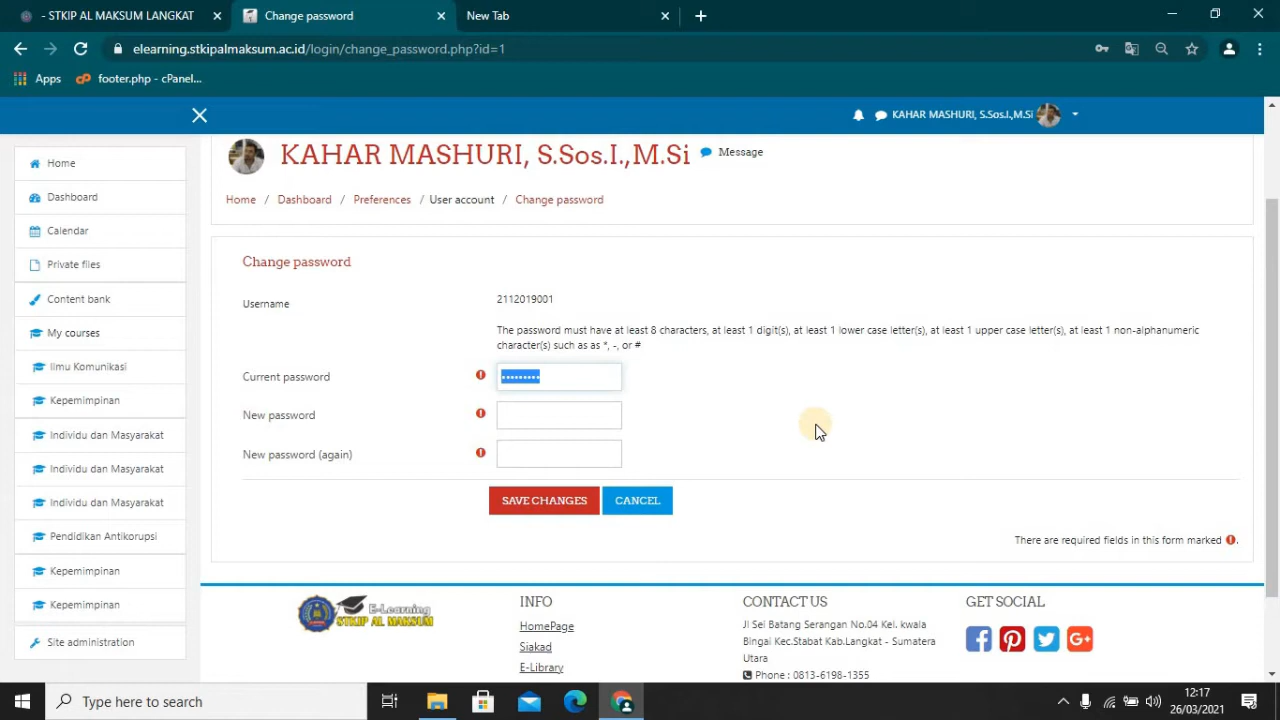 - STKIP AL MAKSUM LANGKAT
Change password
New Tab
elearning.stkipalmaksum.ac.id/login/change_password.php?id=1
Apps
footer.php - cPanel...
KAHAR MASHURI, S.Sos.I.,M.Si
Home
Dashboard
Calendar
Private files
Content bank
My courses
Ilmu Komunikasi
Kepemimpinan
Individu dan Masyarakat
Individu dan Masyarakat
Individu dan Masyarakat
Pendidikan Antikorupsi
Kepemimpinan
Kepemimpinan
Site administration
KAHAR MASHURI, S.Sos.I.,M.Si
Message
Home / Dashboard / Preferences / User account / Change password
Change password
Username
2112019001
The password must have at least 8 characters, at least 1 digit(s), at least 1 lower case letter(s), at least 1 upper case letter(s), at least 1 non-alphanumeric
character(s) such as as *, -, or #
Current password
•••••••••
New password
New password (again)
SAVE CHANGES
CANCEL
There are required fields in this form marked .
E-Learning
STKIP AL MAKSUM
INFO
HomePage
Siakad
E-Library
CONTACT US
Jl Sei Batang Serangan No.04 Kel. kwala
Bingai Kec.Stabat Kab.Langkat - Sumatera
Utara
Phone : 0813-6198-1355
GET SOCIAL
Type here to search
12:17
26/03/2021